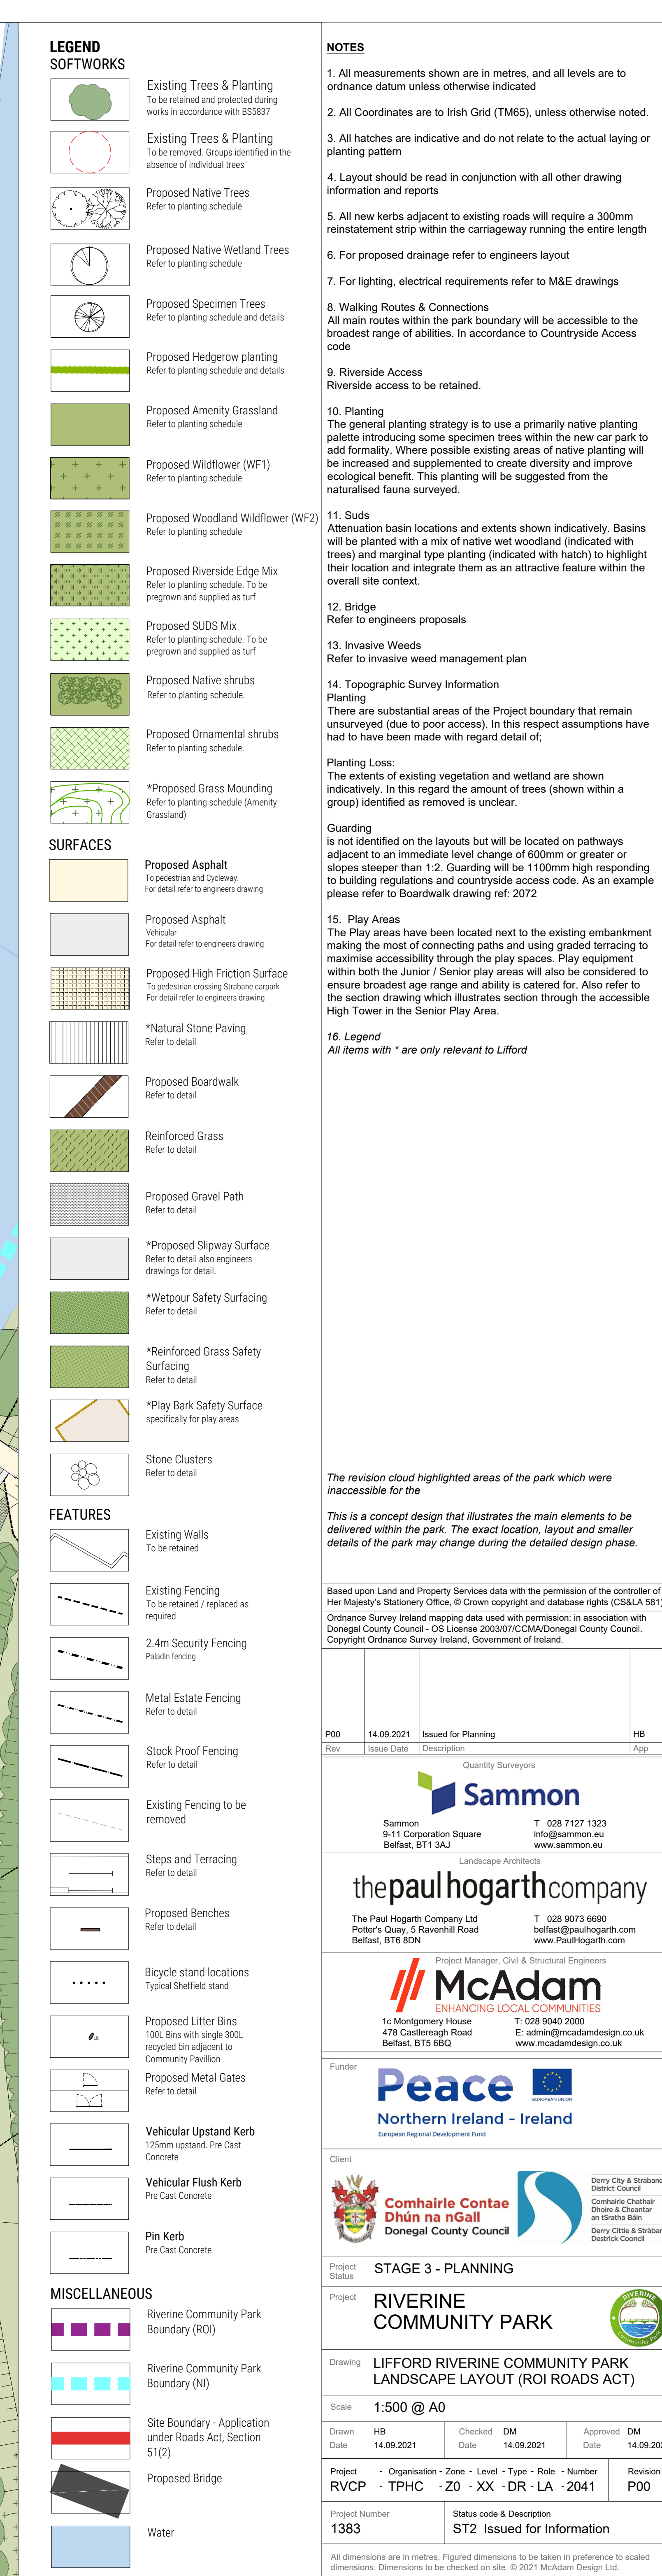 LEGEND
SOFTWORKS
Existing Trees & Planting
To be retained and protected during
works in accordance with BS5837
Existing Trees & Planting
To be removed. Groups identified in the
absence of individual trees
Proposed Native Trees
Refer to planting schedule
Proposed Native Wetland Trees
Refer to planting schedule
Proposed Specimen Trees
Refer to planting schedule and details
Proposed Hedgerow planting
Refer to planting schedule and details
Proposed Amenity Grassland
Refer to planting schedule
Proposed Wildflower (WF1)
Refer to planting schedule
Proposed Woodland Wildflower (WF2)
Refer to planting schedule
Proposed Riverside Edge Mix
Refer to planting schedule. To be
pregrown and supplied as turf
Proposed SUDS Mix
Refer to planting schedule. To be
pregrown and supplied as turf
Proposed Native shrubs
Refer to planting schedule.
Proposed Ornamental shrubs
Refer to planting schedule.
*Proposed Grass Mounding
Refer to planting schedule (Amenity
Grassland)
SURFACES
Proposed Asphalt
To pedestrian and Cycleway.
For detail refer to engineers drawing
Proposed Asphalt
Vehicular
For detail refer to engineers drawing
Proposed High Friction Surface
To pedestrian crossing Strabane carpark
For detail refer to engineers drawing
*Natural Stone Paving
Refer to detail
Proposed Boardwalk
Refer to detail
Reinforced Grass
Refer to detail
Proposed Gravel Path
Refer to detail
*Proposed Slipway Surface
Refer to detail also engineers
drawings for detail.
*Wetpour Safety Surfacing
Refer to detail
*Reinforced Grass Safety
Surfacing
Refer to detail
*Play Bark Safety Surface
specifically for play areas
Stone Clusters
Refer to detail
FEATURES
Existing Walls
To be retained
Existing Fencing
To be retained / replaced as
required
2.4m Security Fencing
Paladin fencing
Metal Estate Fencing
Refer to detail
Stock Proof Fencing
Refer to detail
Existing Fencing to be
removed
Steps and Terracing
Refer to detail
Proposed Benches
Refer to detail
Bicycle stand locations
Typical Sheffield stand
LB
Proposed Litter Bins
100L Bins with single 300L
recycled bin adjacent to
Community Pavillion
Proposed Metal Gates
Refer to detail
Vehicular Upstand Kerb
125mm upstand. Pre Cast
Concrete
Vehicular Flush Kerb
Pre Cast Concrete
Pin Kerb
Pre Cast Concrete
MISCELLANEOUS
Riverine Community Park
Boundary (ROI)
Riverine Community Park
Boundary (NI)
Site Boundary - Application
under Roads Act, Section
51(2)
Proposed Bridge
Water
NOTES
1. All measurements shown are in metres, and all levels are to
ordnance datum unless otherwise indicated
2. All Coordinates are to Irish Grid (TM65), unless otherwise noted.
3. All hatches are indicative and do not relate to the actual laying or
planting pattern
4. Layout should be read in conjunction with all other drawing
information and reports
5. All new kerbs adjacent to existing roads will require a 300mm
reinstatement strip within the carriageway running the entire length
6. For proposed drainage refer to engineers layout
7. For lighting, electrical requirements refer to M&E drawings
8. Walking Routes & Connections
All main routes within the park boundary will be accessible to the
broadest range of abilities. In accordance to Countryside Access
code
9. Riverside Access
Riverside access to be retained.
10. Planting
The general planting strategy is to use a primarily native planting
palette introducing some specimen trees within the new car park to
add formality. Where possible existing areas of native planting will
be increased and supplemented to create diversity and improve
ecological benefit. This planting will be suggested from the
naturalised fauna surveyed.
11. Suds
Attenuation basin locations and extents shown indicatively. Basins
will be planted with a mix of native wet woodland (indicated with
trees) and marginal type planting (indicated with hatch) to highlight
their location and integrate them as an attractive feature within the
overall site context.
12. Bridge
Refer to engineers proposals
13. Invasive Weeds
Refer to invasive weed management plan
14. Topographic Survey Information
Planting
There are substantial areas of the Project boundary that remain
unsurveyed (due to poor access). In this respect assumptions have
had to have been made with regard detail of;
Planting Loss:
The extents of existing vegetation and wetland are shown
indicatively. In this regard the amount of trees (shown within a
group) identified as removed is unclear.
Guarding
is not identified on the layouts but will be located on pathways
adjacent to an immediate level change of 600mm or greater or
slopes steeper than 1:2. Guarding will be 1100mm high responding
to building regulations and countryside access code. As an example
please refer to Boardwalk drawing ref: 2072
15. Play Areas
The Play areas have been located next to the existing embankment
making the most of connecting paths and using graded terracing to
maximise accessibility through the play spaces. Play equipment
within both the Junior / Senior play areas will also be considered to
ensure broadest age range and ability is catered for. Also refer to
the section drawing which illustrates section through the accessible
High Tower in the Senior Play Area.
16. Legend
All items with * are only relevant to Lifford
The revision cloud highlighted areas of the park which were
inaccessible for the
This is a concept design that illustrates the main elements to be
delivered within the park. The exact location, layout and smaller
details of the park may change during the detailed design phase.
Based upon Land and Property Services data with the permission of the controller of
Her Majesty's Stationery Office, © Crown copyright and database rights (CS&LA 581)
Ordnance Survey Ireland mapping data used with permission: in association with
Donegal County Council - OS License 2003/07/CCMA/Donegal County Council.
Copyright Ordnance Survey Ireland, Government of Ireland.
P00 14.09.2021 Issued for Planning HB
Rev Issue Date Description App
Quantity Surveyors
Sammon
Sammon T 028 7127 1323
9-11 Corporation Square info@sammon.eu
Belfast, BT1 3AJ www.sammon.eu
Landscape Architects
thepaulhogarthcompany
The Paul Hogarth Company Ltd T 028 9073 6690
Potter's Quay, 5 Ravenhill Road belfast@paulhogarth.com
Belfast, BT6 8DN www.PaulHogarth.com
Project Manager, Civil & Structural Engineers
McAdam
ENHANCING LOCAL COMMUNITIES
1c Montgomery House T: 028 9040 2000
478 Castlereagh Road E: admin@mcadamdesign.co.uk
Belfast, BT5 6BQ www.mcadamdesign.co.uk
Funder
Peace
EUROPEAN UNION
Northern Ireland - Ireland
European Regional Development Fund
Client
Comhairle Contae
Dhún na nGall
Donegal County Council
Derry City & Strabane
District Council
Comhairle Chathair
Dhoire & Cheantar
an tSratha Báin
Derry Cittie & Strábane
Destrick Cooncil
Project
Status
STAGE 3 - PLANNING
Project
RIVERINE
COMMUNITY PARK
RIVERINE
Community Park
Drawing
LIFFORD RIVERINE COMMUNITY PARK
LANDSCAPE LAYOUT (ROI ROADS ACT)
Scale 1:500 @ A0
Drawn HB Checked DM Approved DM
Date 14.09.2021 Date 14.09.2021 Date 14.09.202
Project - Organisation - Zone - Level - Type - Role - Number Revision
RVCP - TPHC - Z0 - XX - DR - LA - 2041 P00
Project Number Status code & Description
1383 ST2 Issued for Information
All dimensions are in metres. Figured dimensions to be taken in preference to scaled
dimensions. Dimensions to be checked on site. © 2021 McAdam Design Ltd.